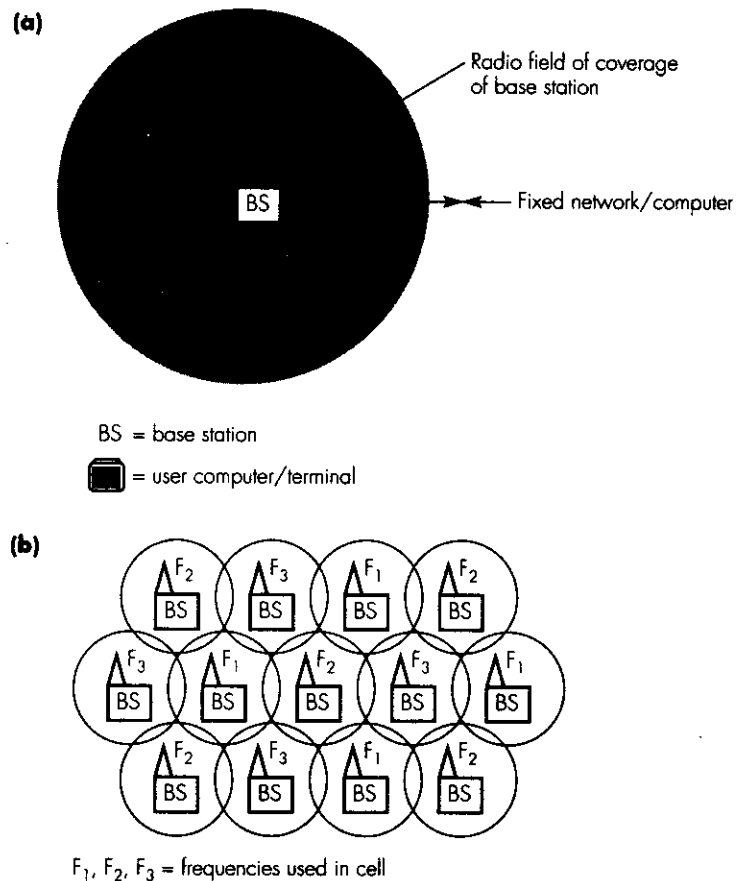 (a)
Radio field of coverage
of base station
BS
Fixed network/computer
BS = base station
= user computer/terminal
(b)
F2 F3 F1 F2
BS BS BS BS
F3 F1 F2 F3 F1
BS BS BS BS BS
F2 F3 F1 F2
BS BS BS BS
F1, F2, F3 = frequencies used in cell